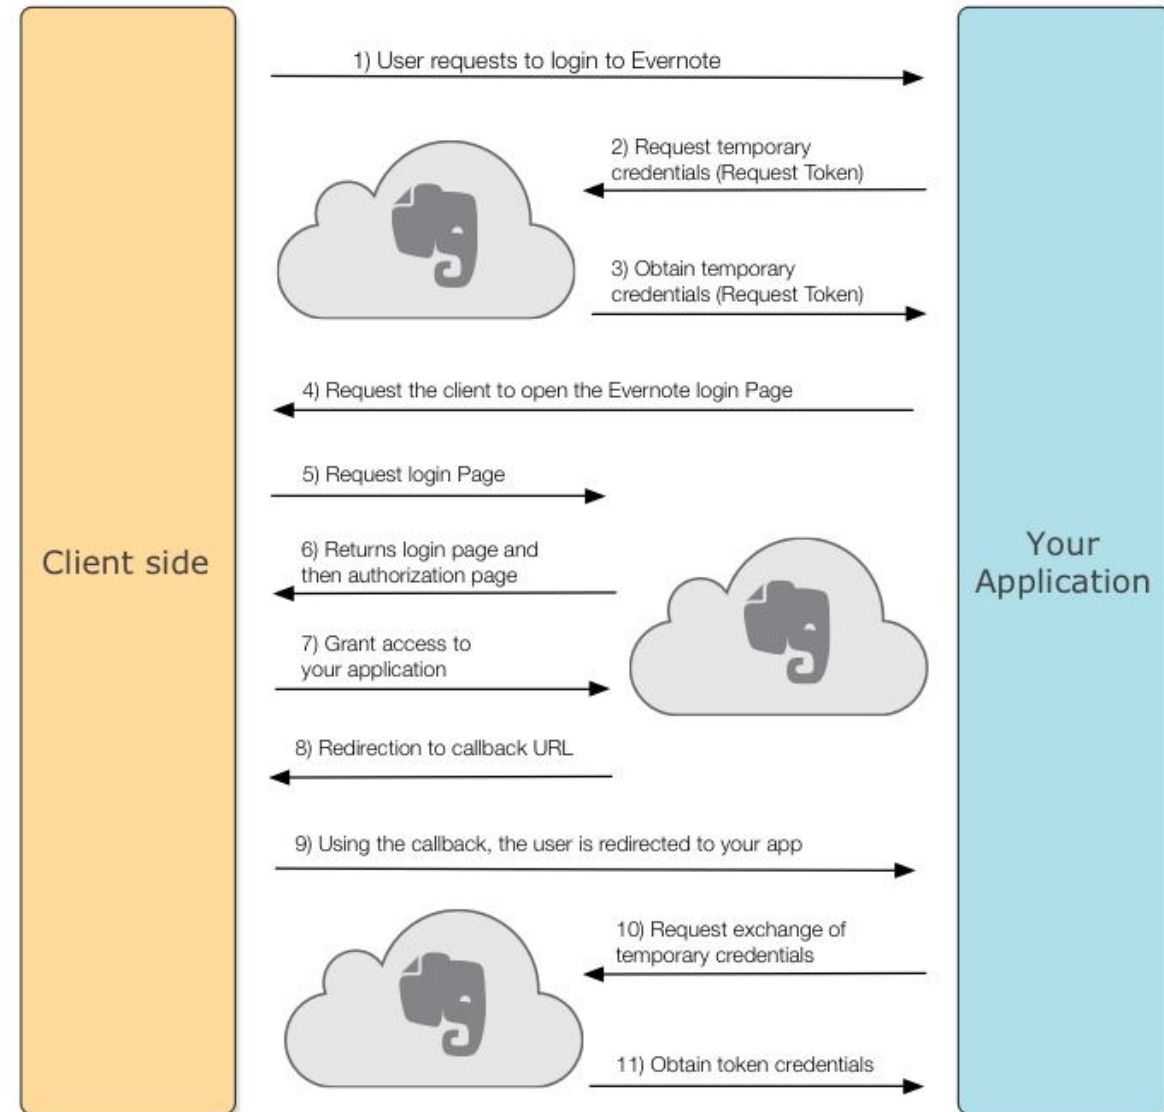 1) User requests to login to Evernote
2) Request temporary
credentials (Request Token)
3) Obtain temporary
credentials (Request Token)
4) Request the client to open the Evernote login Page
5) Request login Page
6) Returns login page and
then authorization page
Client side
Your
Application
7) Grant access to
your application
8) Redirection to callback URL
9) Using the callback, the user is redirected to your app
10) Request exchange of
temporary credentials
11) Obtain token credentials